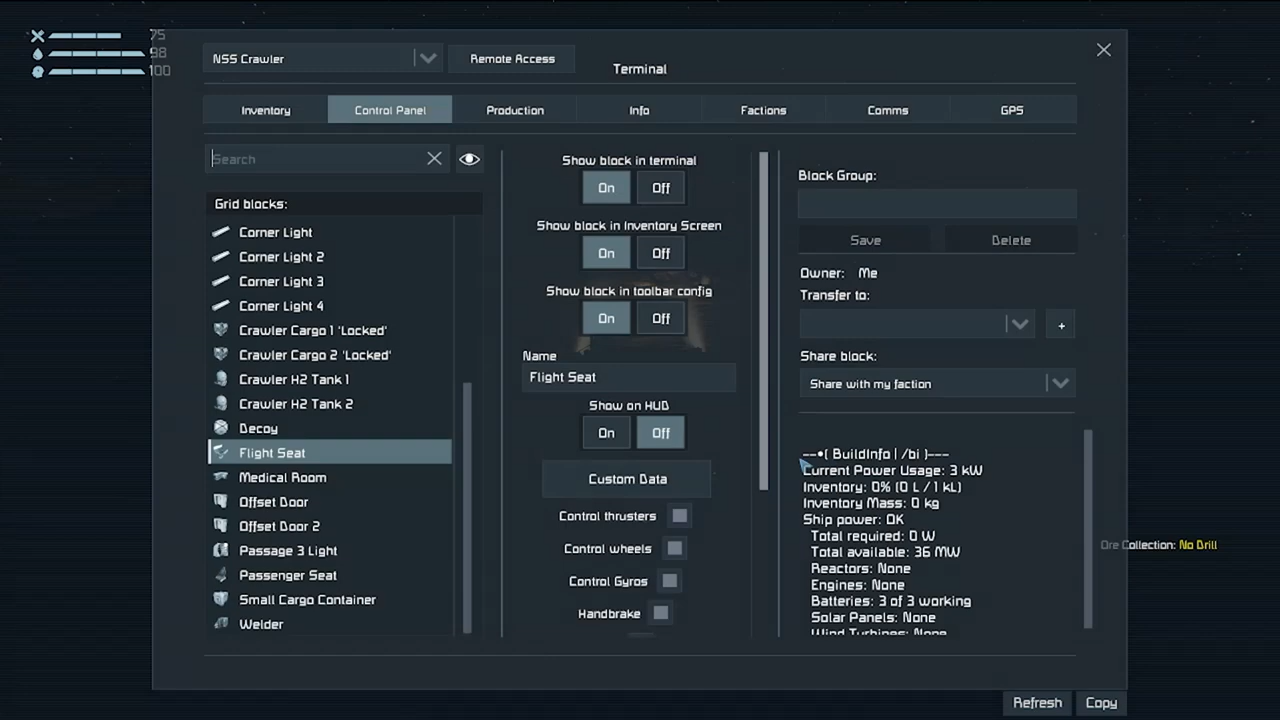 75
98
100
NSS Crawler
Remote Access
Terminal
Inventory
Control Panel
Production
Info
Factions
Comms
GPS
Search
Grid blocks:
Corner Light
Corner Light 2
Corner Light 3
Corner Light 4
Crawler Cargo 1 'Locked'
Crawler Cargo 2 'Locked'
Crawler H2 Tank 1
Crawler H2 Tank 2
Decoy
Flight Seat
Medical Room
Offset Door
Offset Door 2
Passage 3 Light
Passenger Seat
Small Cargo Container
Welder
Show block in terminal
On Off
Show block in Inventory Screen
On Off
Show block in toolbar config
On Off
Name
Flight Seat
Show on HUD
On Off
Custom Data
Control thrusters
Control wheels
Control Gyros
Handbrake
Block Group:
Save Delete
Owner: Me
Transfer to:
+
Share block:
Share with my faction
--•( BuildInfo | /bi )---
Current Power Usage: 3 kW
Inventory: 0% (0 L / 1 kL)
Inventory Mass: 0 kg
Ship power: OK
Total required: 0 W
Total available: 36 MW
Reactors: None
Engines: None
Batteries: 3 of 3 working
Solar Panels: None
Wind Turbines: None
Ore Collection: No Drill
Refresh Copy